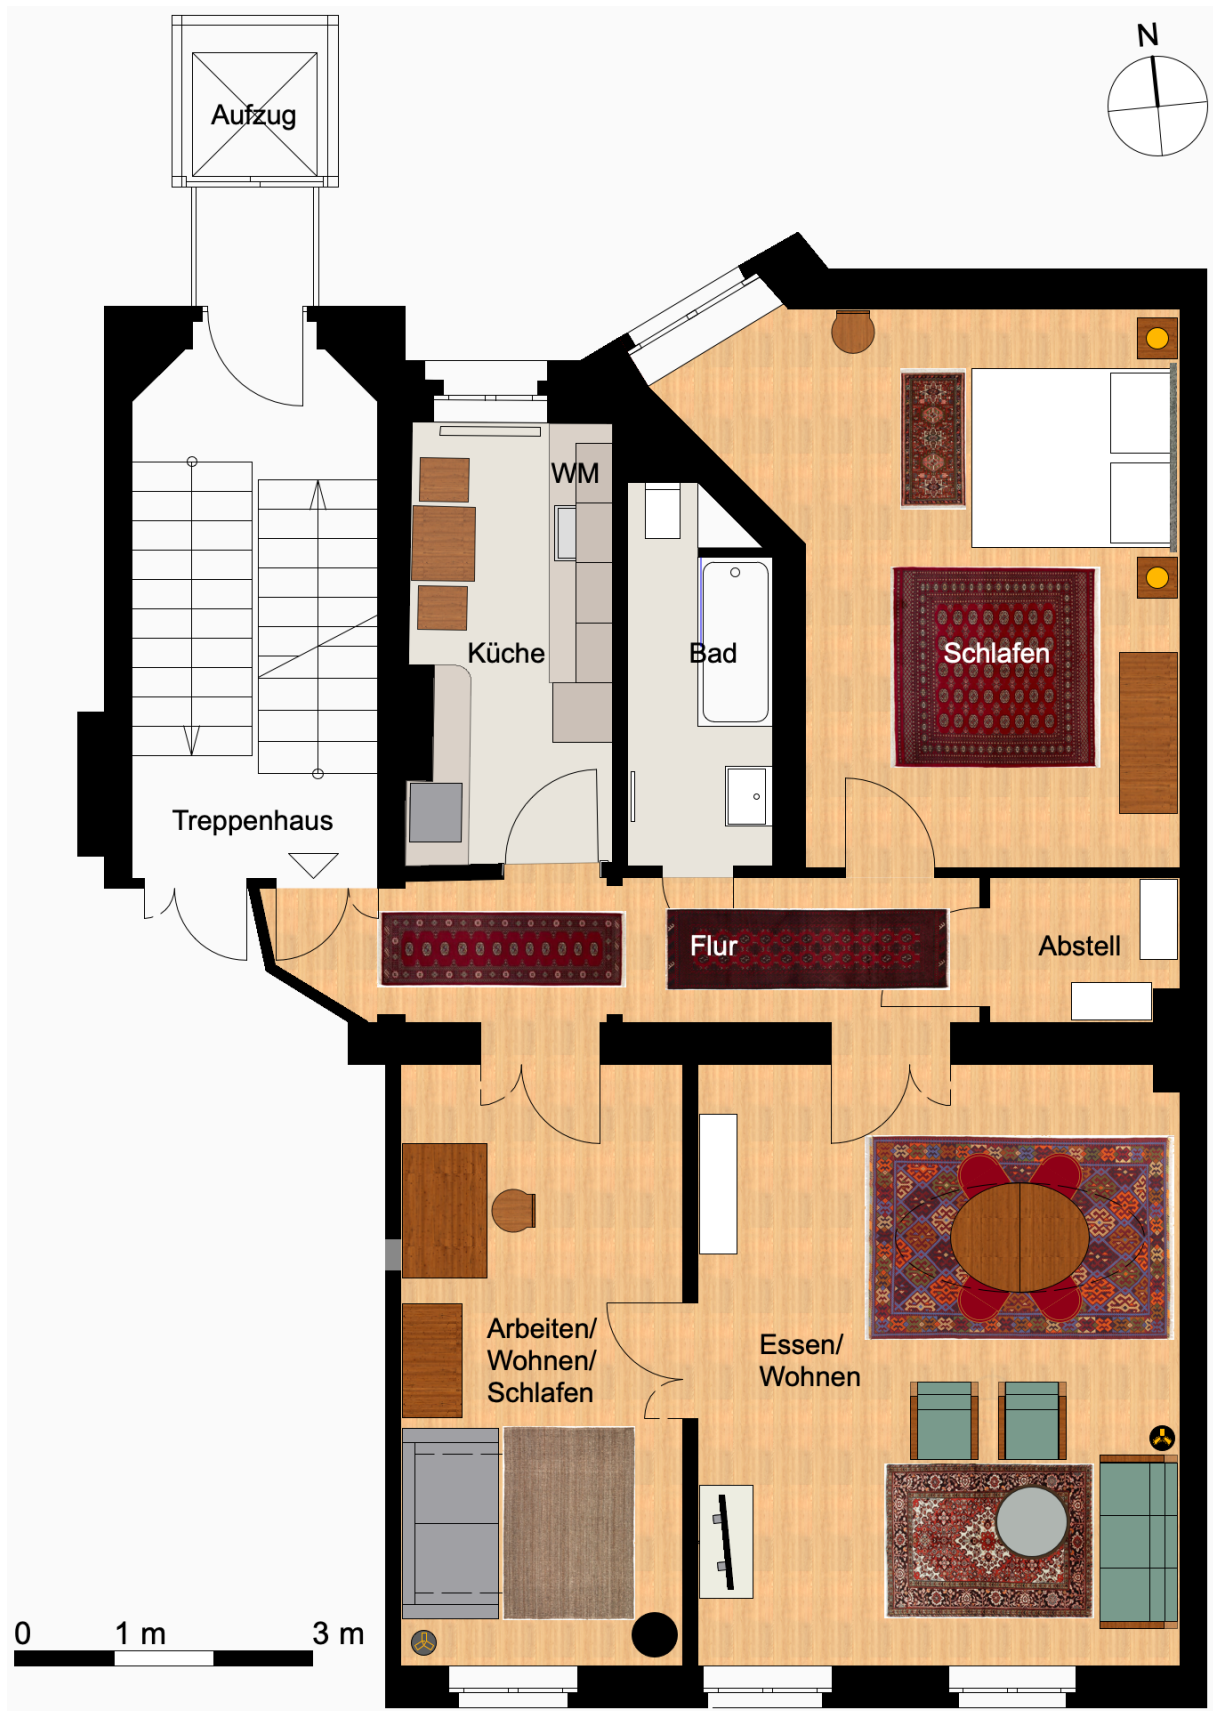 N
Aufzug
WM
Küche
Bad
Schlafen
Treppenhaus
Flur
Abstell
Arbeiten/
Wohnen/
Schlafen
Essen/
Wohnen
0 1 m 3 m